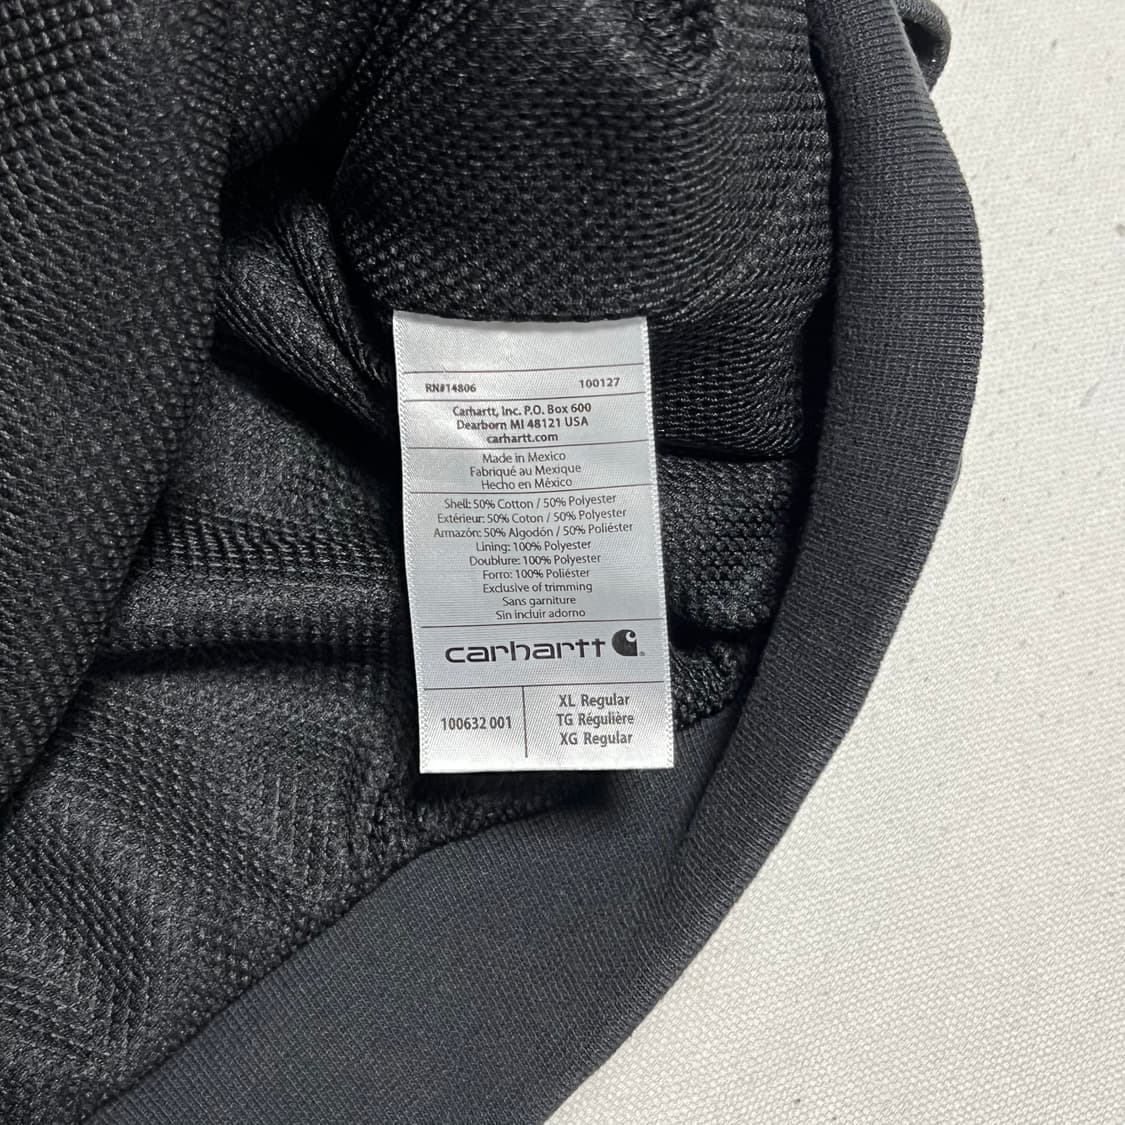 RN#14806 100127
Carhartt, Inc. P.O. Box 600
Dearborn MI 48121 USA
carhartt.com
Made in Mexico
Fabriqué au Mexique
Hecho en México
Shell: 50% Cotton / 50% Polyester
Extérieur: 50% Coton / 50% Polyester
Armazón: 50% Algodón / 50% Poliéster
Lining: 100% Polyester
Doublure: 100% Polyester
Forro: 100% Poliéster
Exclusive of trimming
Sans garniture
Sin incluir adorno
carhartt
100632 001
XL Regular
TG Régulière
XG Regular